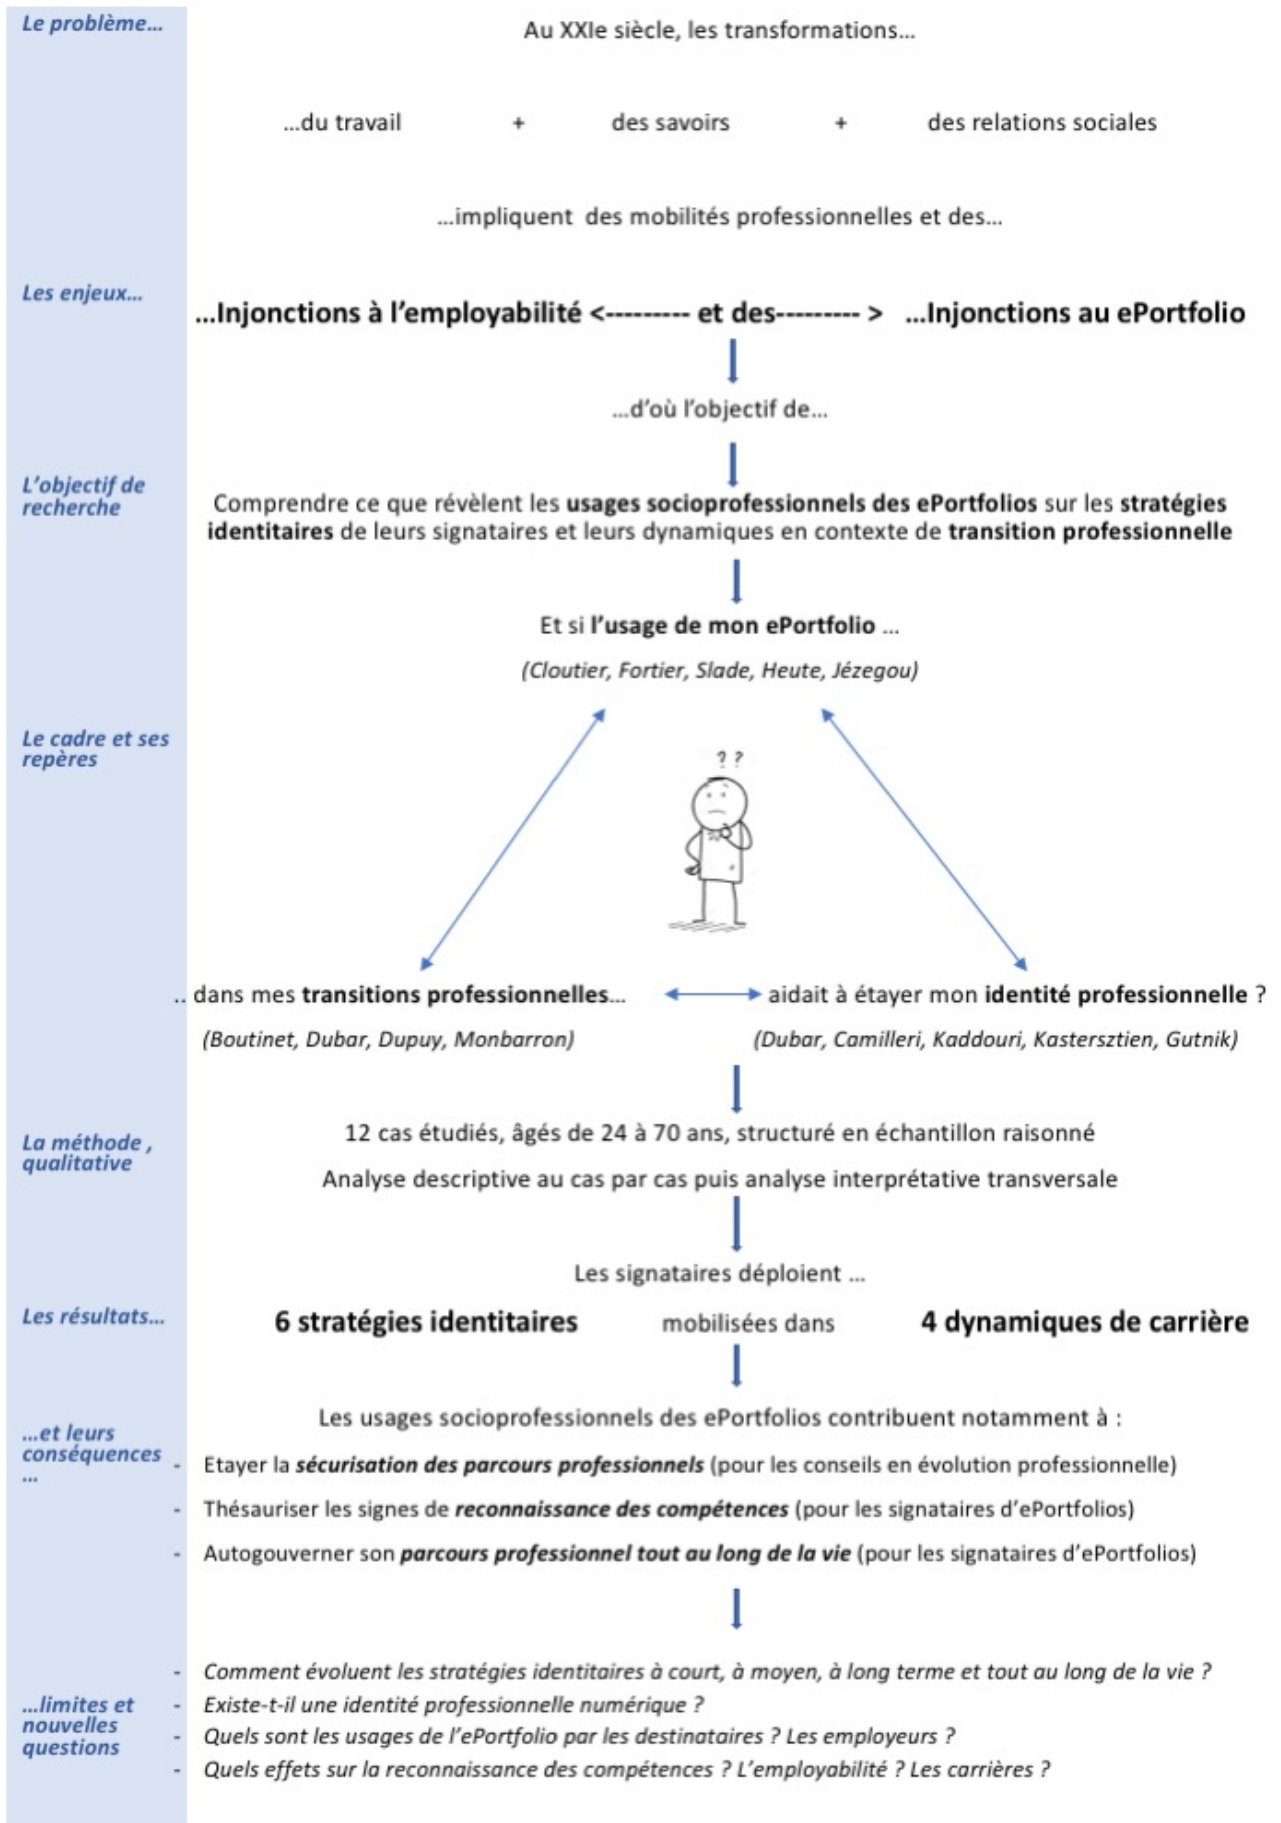 Le problème…
Au XXIe siècle, les transformations…
…du travail + des savoirs + des relations sociales
…impliquent des mobilités professionnelles et des…
Les enjeux…
…Injonctions à l’employabilité <--------- et des--------- > …Injonctions au ePortfolio
…d’où l’objectif de…
L’objectif de
recherche
Comprendre ce que révèlent les usages socioprofessionnels des ePortfolios sur les stratégies
identitaires de leurs signataires et leurs dynamiques en contexte de transition professionnelle
Et si l’usage de mon ePortfolio …
(Cloutier, Fortier, Slade, Heute, Jézegou)
Le cadre et ses
repères
? ?
.. dans mes transitions professionnelles… aidait à étayer mon identité professionnelle ?
(Boutinet, Dubar, Dupuy, Monbarron) (Dubar, Camilleri, Kaddouri, Kastersztien, Gutnik)
La méthode ,
qualitative
12 cas étudiés, âgés de 24 à 70 ans, structuré en échantillon raisonné
Analyse descriptive au cas par cas puis analyse interprétative transversale
Les signataires déploient …
Les résultats…
6 stratégies identitaires mobilisées dans 4 dynamiques de carrière
…et leurs
conséquences
…
Les usages socioprofessionnels des ePortfolios contribuent notamment à :
- Etayer la sécurisation des parcours professionnels (pour les conseils en évolution professionnelle)
- Thésauriser les signes de reconnaissance des compétences (pour les signataires d’ePortfolios)
- Autogouverner son parcours professionnel tout au long de la vie (pour les signataires d’ePortfolios)
…limites et
nouvelles
questions
- Comment évoluent les stratégies identitaires à court, à moyen, à long terme et tout au long de la vie ?
- Existe-t-il une identité professionnelle numérique ?
- Quels sont les usages de l’ePortfolio par les destinataires ? Les employeurs ?
- Quels effets sur la reconnaissance des compétences ? L’employabilité ? Les carrières ?